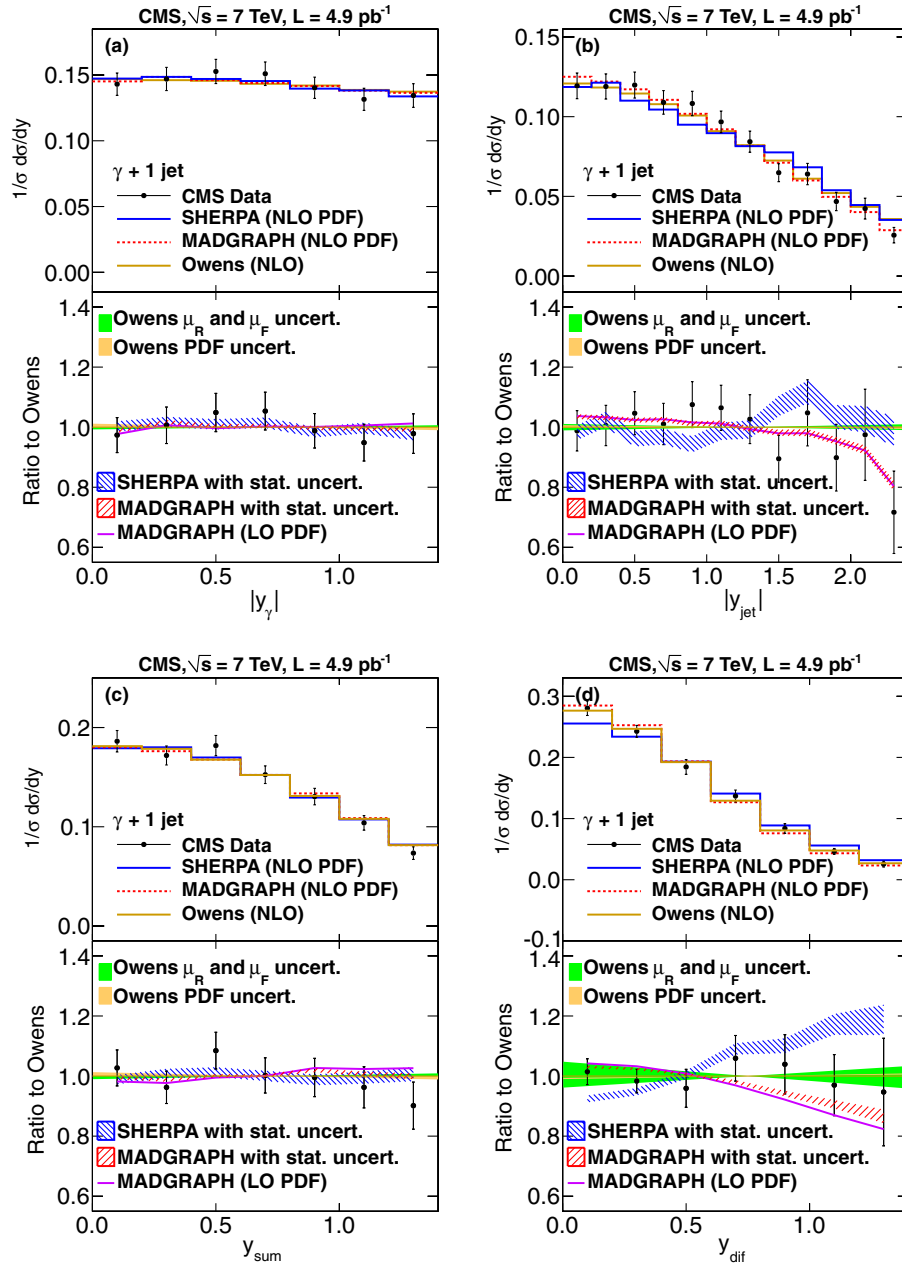 CMS, √s = 7 TeV, L = 4.9 pb⁻¹
(a)
1/σ dσ/dy
0.15
0.10
0.05
0.00
γ + 1 jet
CMS Data
SHERPA (NLO PDF)
MADGRAPH (NLO PDF)
Owens (NLO)
Ratio to Owens
1.4
1.2
1.0
0.8
0.6
Owens μ_R and μ_F uncert.
Owens PDF uncert.
SHERPA with stat. uncert.
MADGRAPH with stat. uncert.
MADGRAPH (LO PDF)
0.0 0.5 1.0
|y_γ|
CMS, √s = 7 TeV, L = 4.9 pb⁻¹
(b)
1/σ dσ/dy
0.15
0.10
0.05
0.00
γ + 1 jet
CMS Data
SHERPA (NLO PDF)
MADGRAPH (NLO PDF)
Owens (NLO)
Ratio to Owens
1.4
1.2
1.0
0.8
0.6
Owens μ_R and μ_F uncert.
Owens PDF uncert.
SHERPA with stat. uncert.
MADGRAPH with stat. uncert.
MADGRAPH (LO PDF)
0.0 0.5 1.0 1.5 2.0
|y_jet|
CMS, √s = 7 TeV, L = 4.9 pb⁻¹
(c)
1/σ dσ/dy
0.2
0.1
0.0
γ + 1 jet
CMS Data
SHERPA (NLO PDF)
MADGRAPH (NLO PDF)
Owens (NLO)
Ratio to Owens
1.4
1.2
1.0
0.8
0.6
Owens μ_R and μ_F uncert.
Owens PDF uncert.
SHERPA with stat. uncert.
MADGRAPH with stat. uncert.
MADGRAPH (LO PDF)
0.0 0.5 1.0
y_sum
CMS, √s = 7 TeV, L = 4.9 pb⁻¹
(d)
1/σ dσ/dy
0.3
0.2
0.1
0.0
-0.1
γ + 1 jet
CMS Data
SHERPA (NLO PDF)
MADGRAPH (NLO PDF)
Owens (NLO)
Ratio to Owens
1.4
1.2
1.0
0.8
0.6
Owens μ_R and μ_F uncert.
Owens PDF uncert.
SHERPA with stat. uncert.
MADGRAPH with stat. uncert.
MADGRAPH (LO PDF)
0.0 0.5 1.0
y_dif